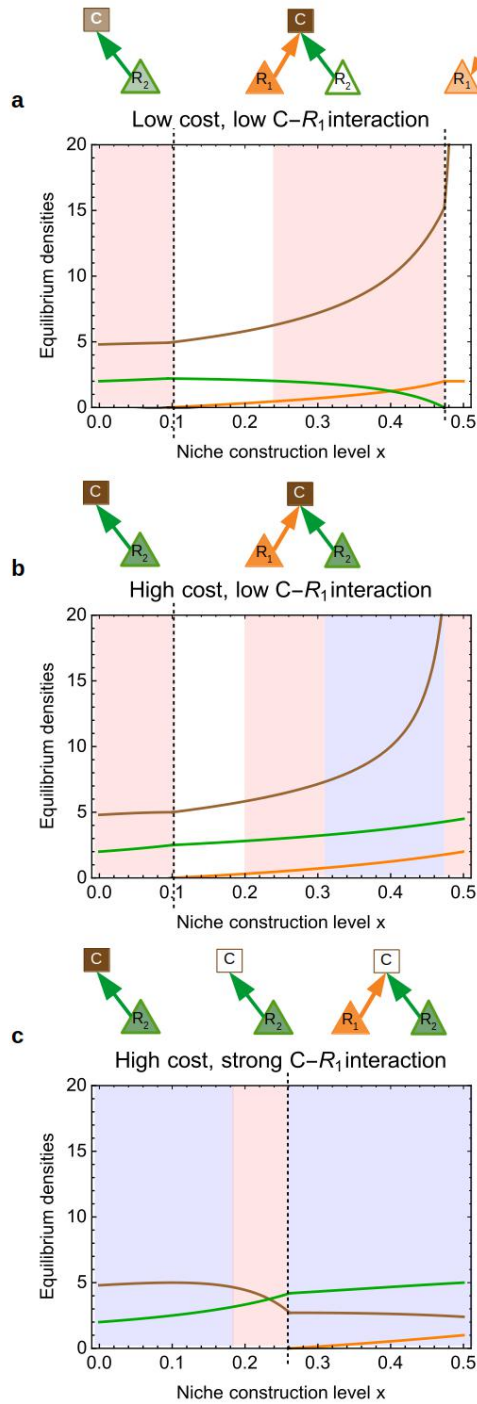 C C
R2 R1 R2 R1
a
Low cost, low C–R1 interaction
20
15
10
5
0
Equilibrium densities
0.0 0.1 0.2 0.3 0.4 0.5
Niche construction level x
C C
R2 R1 R2
b
High cost, low C–R1 interaction
20
15
10
5
0
Equilibrium densities
0.0 0.1 0.2 0.3 0.4 0.5
Niche construction level x
C C C
R2 R2 R1 R2
c
High cost, strong C–R1 interaction
20
15
10
5
0
Equilibrium densities
0.0 0.1 0.2 0.3 0.4 0.5
Niche construction level x